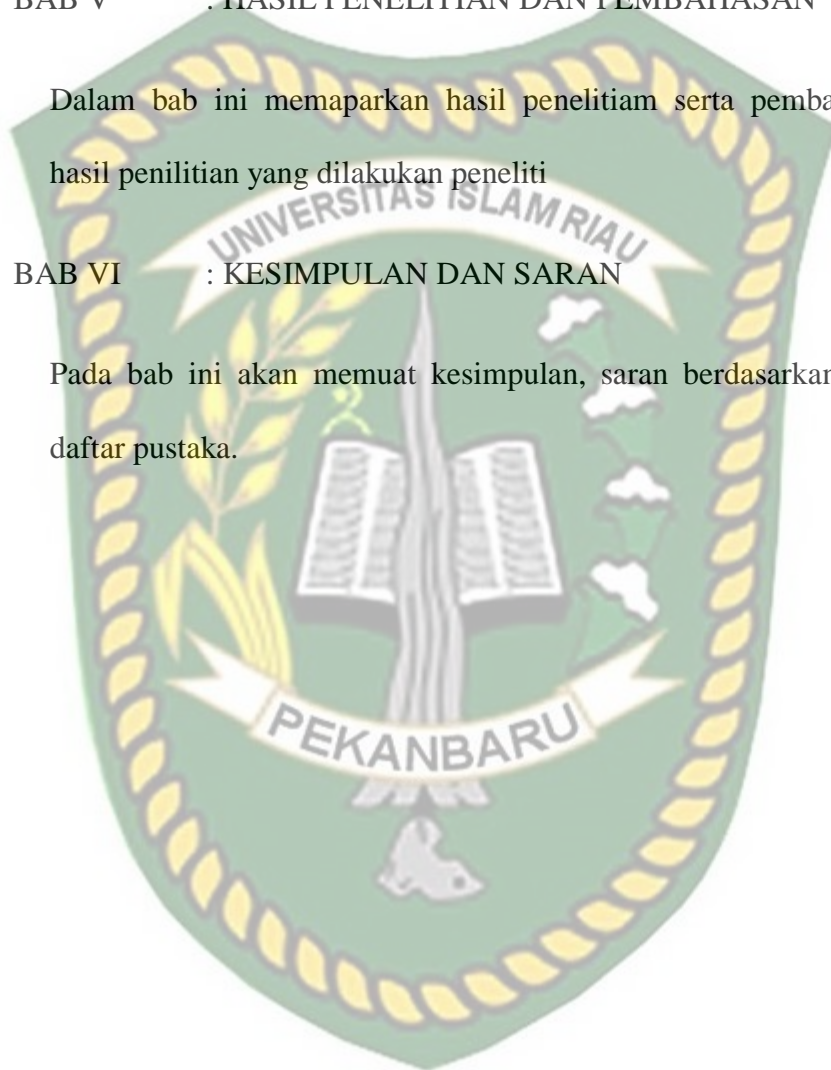 BAB V : HASIL PENELITIAN DAN PEMBAHASAN
Dalam bab ini memaparkan hasil penelitiam serta pemba
hasil penilitian yang dilakukan peneliti
UNIVERSITAS ISLAM RIAU
BAB VI : KESIMPULAN DAN SARAN
Pada bab ini akan memuat kesimpulan, saran berdasarkan
daftar pustaka.
PEKANBARU